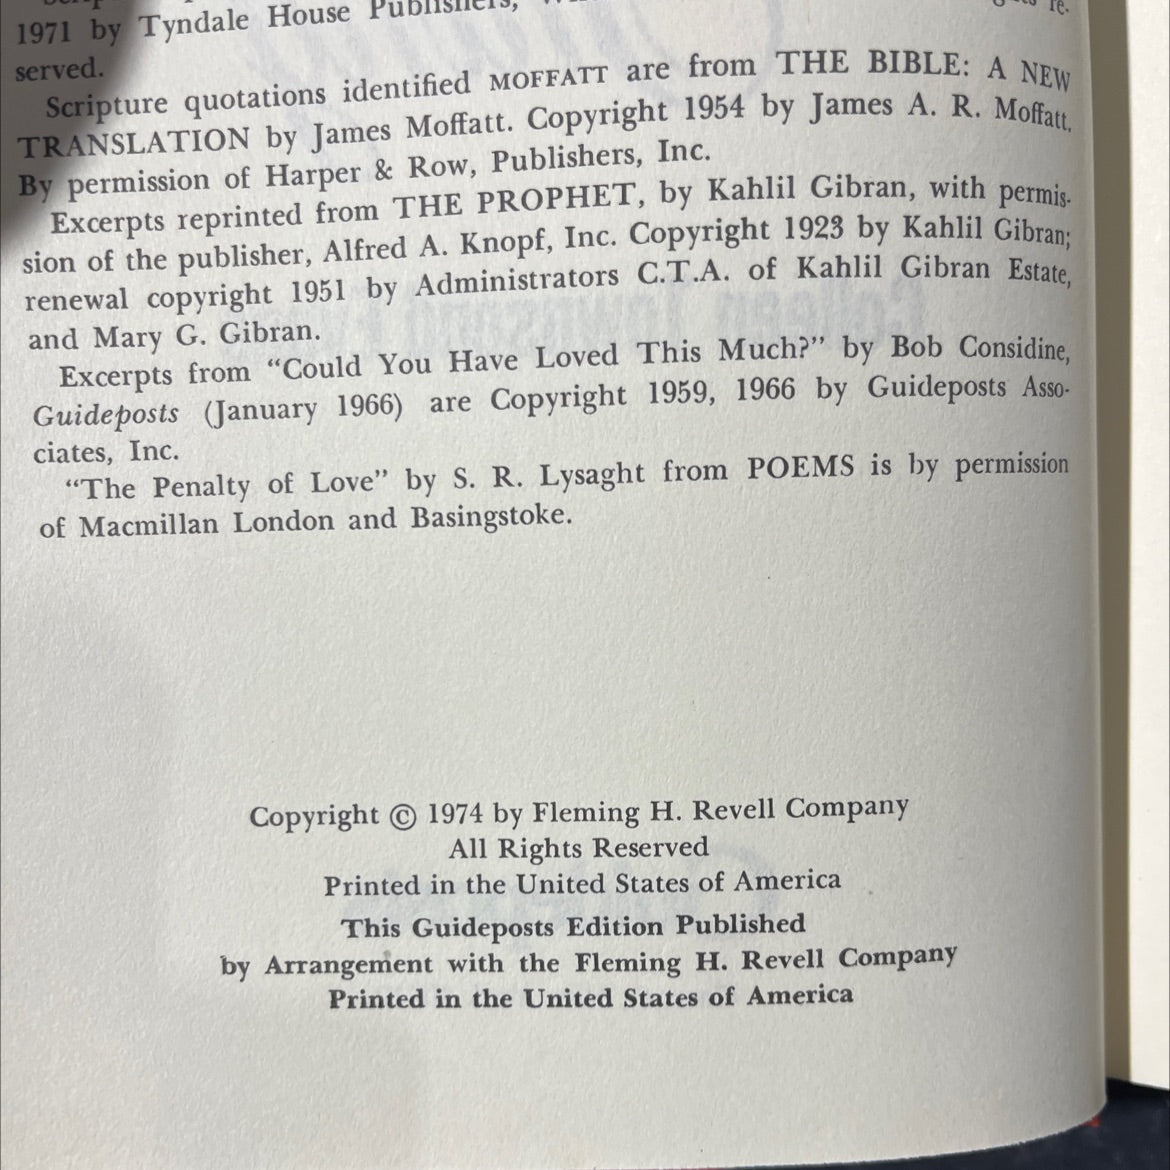 1971 by Tyndale House Publishers,
served.
Scripture quotations identified MOFFATT are from THE BIBLE: A NEW
TRANSLATION by James Moffatt. Copyright 1954 by James A. R. Moffatt.
By permission of Harper & Row, Publishers, Inc.
Excerpts reprinted from THE PROPHET, by Kahlil Gibran, with permis-
sion of the publisher, Alfred A. Knopf, Inc. Copyright 1923 by Kahlil Gibran;
renewal copyright 1951 by Administrators C.T.A. of Kahlil Gibran Estate,
and Mary G. Gibran.
Excerpts from “Could You Have Loved This Much?” by Bob Considine,
Guideposts (January 1966) are Copyright 1959, 1966 by Guideposts Asso-
ciates, Inc.
“The Penalty of Love” by S. R. Lysaght from POEMS is by permission
of Macmillan London and Basingstoke.
Copyright © 1974 by Fleming H. Revell Company
All Rights Reserved
Printed in the United States of America
This Guideposts Edition Published
by Arrangement with the Fleming H. Revell Company
Printed in the United States of America